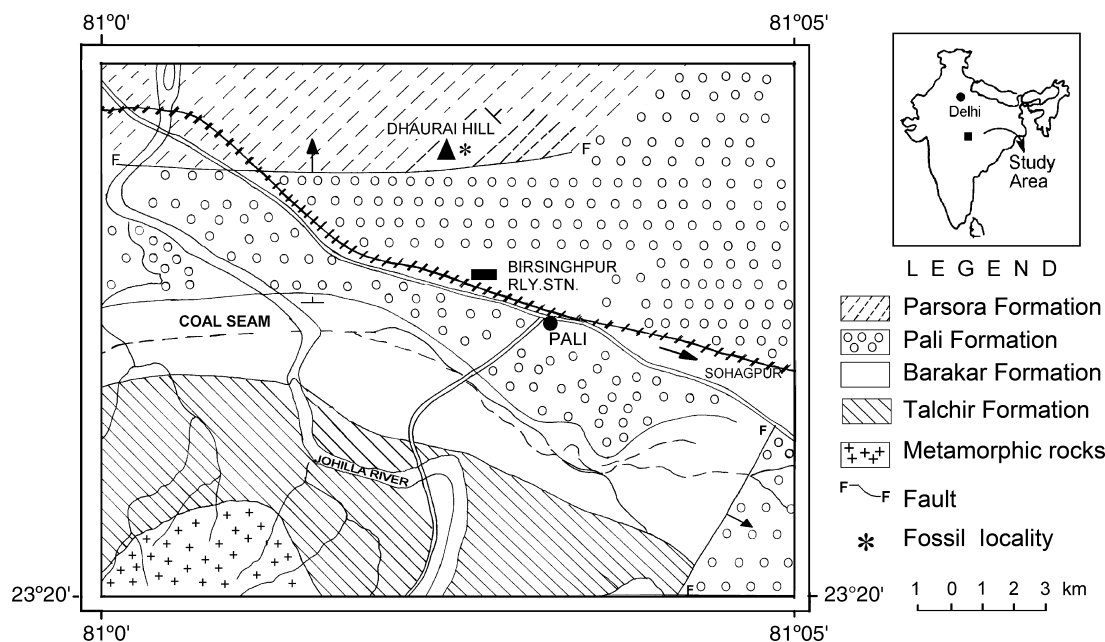 81°0'
81°05'
DHAURAI HILL
*
F
F
BIRSINGHPUR
RLY.STN.
COAL SEAM
PALI
SOHAGPUR
F
JOHILLA RIVER
F
23°20'
23°20'
81°0'
81°05'
Delhi
Study
Area
LEGEND
Parsora Formation
Pali Formation
Barakar Formation
Talchir Formation
Metamorphic rocks
F F Fault
* Fossil locality
1 0 1 2 3 km